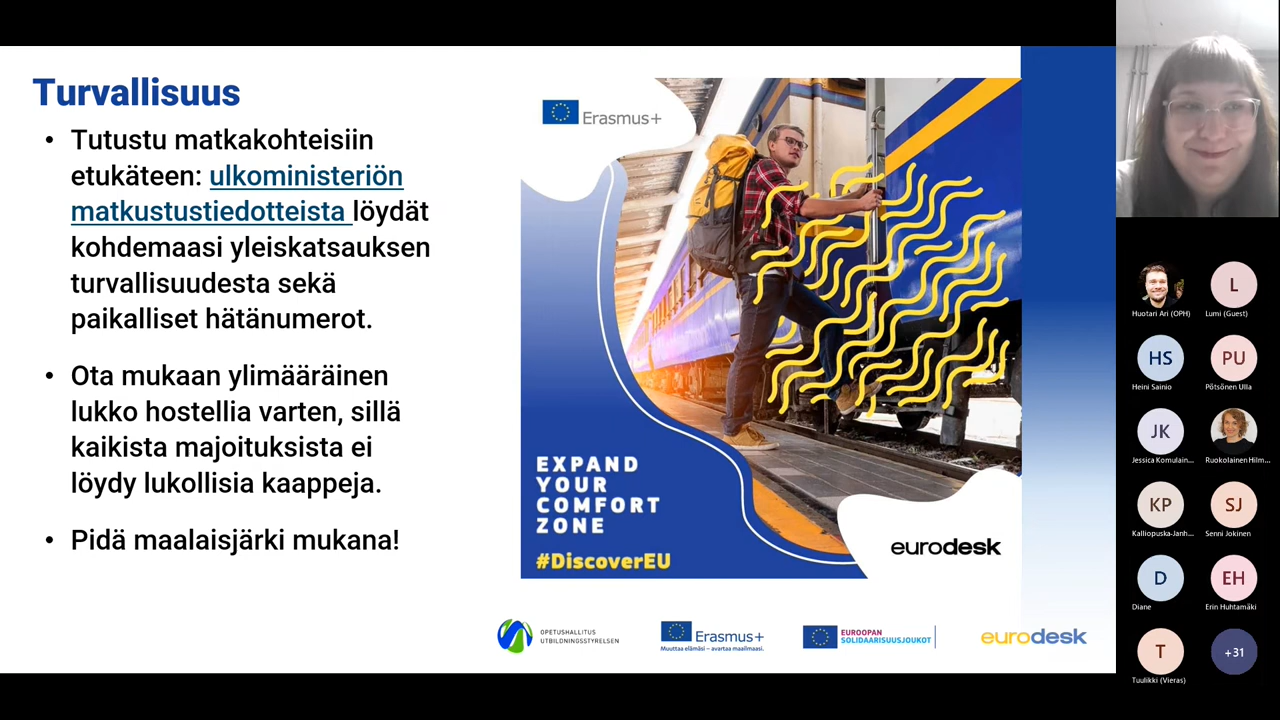 Turvallisuus
• Tutustu matkakohteisiin
etukäteen: ulkoministeriön
matkustustiedotteista löydät
kohdemaasi yleiskatsauksen
turvallisuudesta sekä
paikalliset hätänumerot.
• Ota mukaan ylimääräinen
lukko hostellia varten, sillä
kaikista majoituksista ei
löydy lukollisia kaappeja.
• Pidä maalaisjärki mukana!
Erasmus+
EXPAND
YOUR
COMFORT
ZONE
#DiscoverEU
eurodesk
OPETUSHALLITUS
UTBILDNINGSSTYRELSEN
Erasmus+
Muuttaa elämäsi – avartaa maailmaasi.
EUROOPAN
SOLIDAARISUUSJOUKOT
eurodesk
Huotari Ari (OPH)
L
Lumi (Guest)
HS
Heini Sainio
PU
Pötsönen Ulla
JK
Jessica Komulain...
Ruokolainen Hilm...
KP
Kalliopuska-Janh...
SJ
Senni Jokinen
D
Diane
EH
Erin Huhtamäki
T
Tuulikki (Vieras)
+31